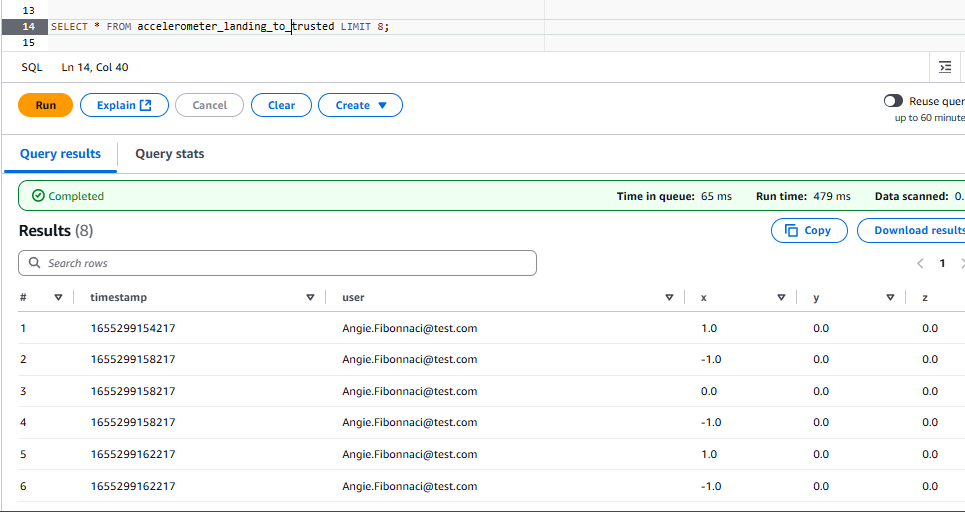 13
14 SELECT * FROM accelerometer_landing_to_trusted LIMIT 8;
15
SQL Ln 14, Col 40
Run Explain Cancel Clear Create Reuse quer
up to 60 minute
Query results Query stats
Completed Time in queue: 65 ms Run time: 479 ms Data scanned: 0.
Results (8) Copy Download results
Search rows 1
# timestamp user x y z
1 1655299154217 Angie.Fibonnaci@test.com 1.0 0.0 0.0
2 1655299158217 Angie.Fibonnaci@test.com -1.0 0.0 0.0
3 1655299158217 Angie.Fibonnaci@test.com 0.0 0.0 0.0
4 1655299158217 Angie.Fibonnaci@test.com -1.0 0.0 0.0
5 1655299162217 Angie.Fibonnaci@test.com 1.0 0.0 0.0
6 1655299162217 Angie.Fibonnaci@test.com -1.0 0.0 0.0